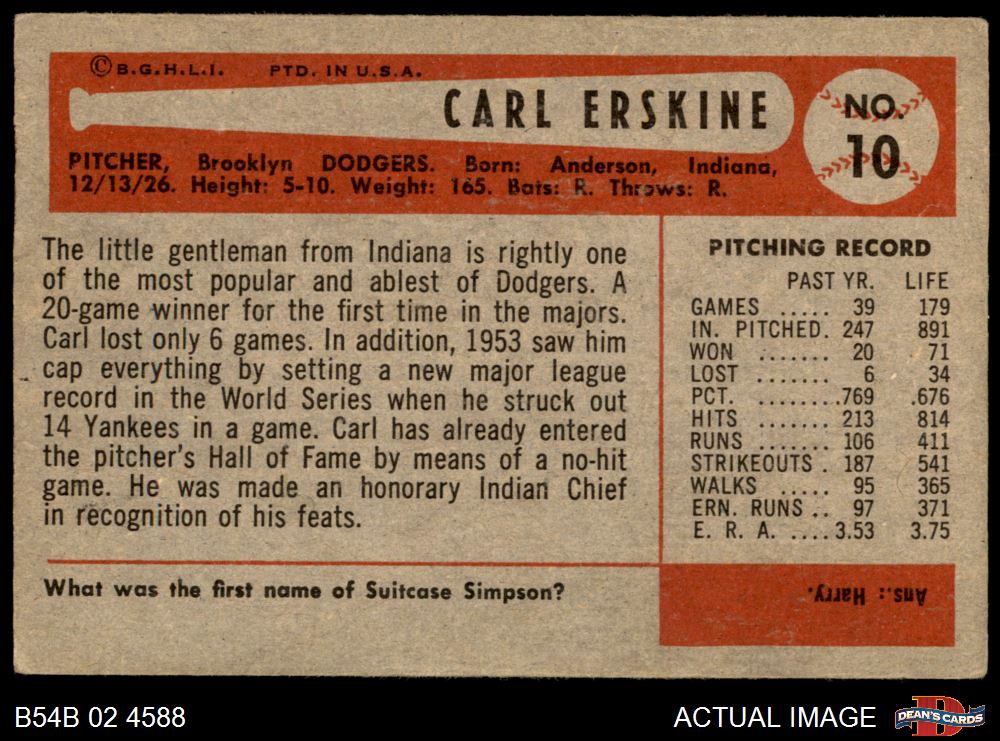 © B.G.H.L.I. PTD. IN U.S.A.
CARL ERSKINE
NO.
10
PITCHER, Brooklyn DODGERS. Born: Anderson, Indiana,
12/13/26. Height: 5-10. Weight: 165. Bats: R. Throws: R.
The little gentleman from Indiana is rightly one
of the most popular and ablest of Dodgers. A
20-game winner for the first time in the majors.
Carl lost only 6 games. In addition, 1953 saw him
cap everything by setting a new major league
record in the World Series when he struck out
14 Yankees in a game. Carl has already entered
the pitcher's Hall of Fame by means of a no-hit
game. He was made an honorary Indian Chief
in recognition of his feats.
PITCHING RECORD
PAST YR. LIFE
GAMES ..... 39 179
IN. PITCHED. 247 891
WON ....... 20 71
LOST ....... 6 34
PCT. ........769 .676
HITS ....... 213 814
RUNS ....... 106 411
STRIKEOUTS . 187 541
WALKS ..... 95 365
ERN. RUNS .. 97 371
E. R. A. ....3.53 3.75
What was the first name of Suitcase Simpson?
Ans.: Harry.
B54B 02 4588
ACTUAL IMAGE
D
DEAN'S CARDS